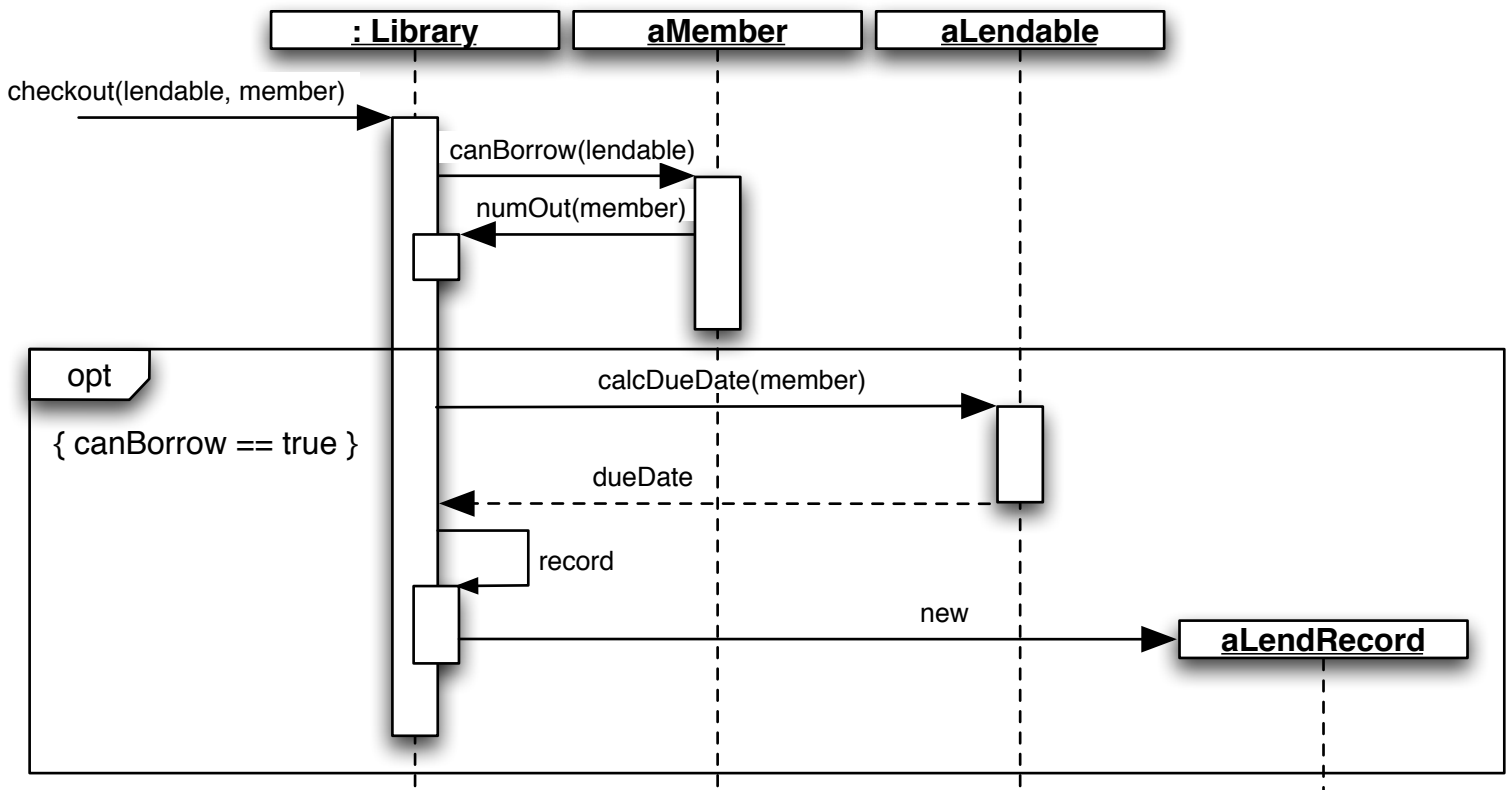 : Library
aMember
aLendable
checkout(lendable, member)
canBorrow(lendable)
numOut(member)
opt
calcDueDate(member)
{ canBorrow == true }
dueDate
record
new
aLendRecord